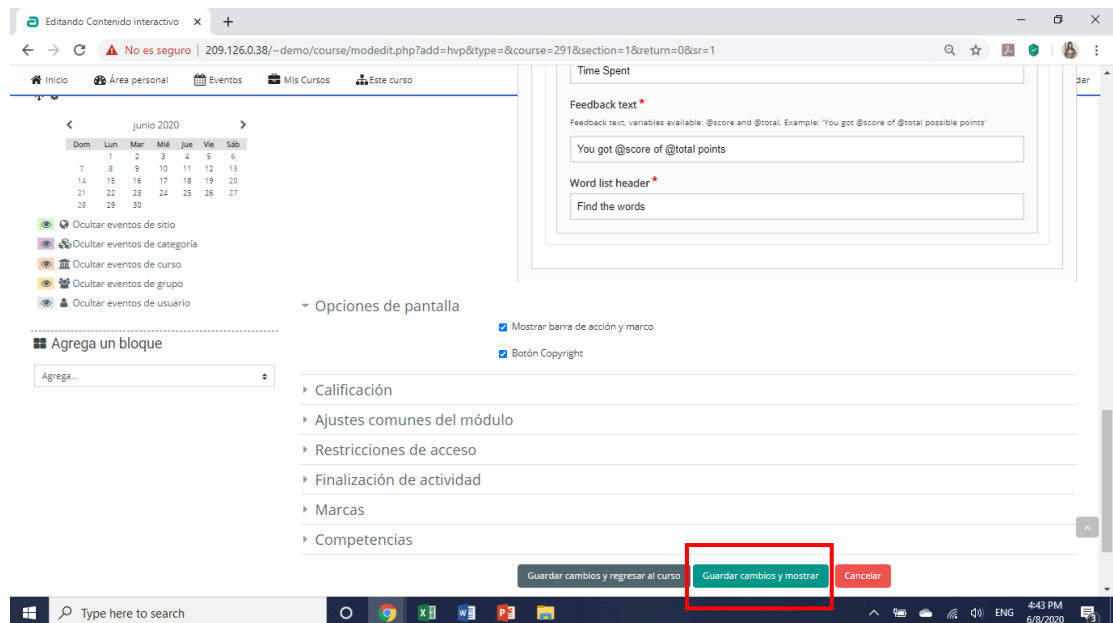 Editando Contenido interactivo
No es seguro | 209.126.0.38/~demo/course/modedit.php?add=hvp&type=&course=291&section=1&return=0&sr=1
Inicio Área personal Eventos Mis Cursos Este curso
dar
Time Spent
Feedback text *
Feedback text, variables available: @score and @total. Example: 'You got @score of @total possible points'
You got @score of @total points
Word list header *
Find the words
junio 2020
Dom Lun Mar Mié Jue Vie Sáb
1 2 3 4 5 6
7 8 9 10 11 12 13
14 15 16 17 18 19 20
21 22 23 24 25 26 27
28 29 30
Ocultar eventos de sitio
Ocultar eventos de categoría
Ocultar eventos de curso
Ocultar eventos de grupo
Ocultar eventos de usuario
Agrega un bloque
Agrega...
Opciones de pantalla
Mostrar barra de acción y marco
Botón Copyright
Calificación
Ajustes comunes del módulo
Restricciones de acceso
Finalización de actividad
Marcas
Competencias
Guardar cambios y regresar al curso Guardar cambios y mostrar Cancelar
Type here to search
ENG
4:43 PM
6/8/2020
3